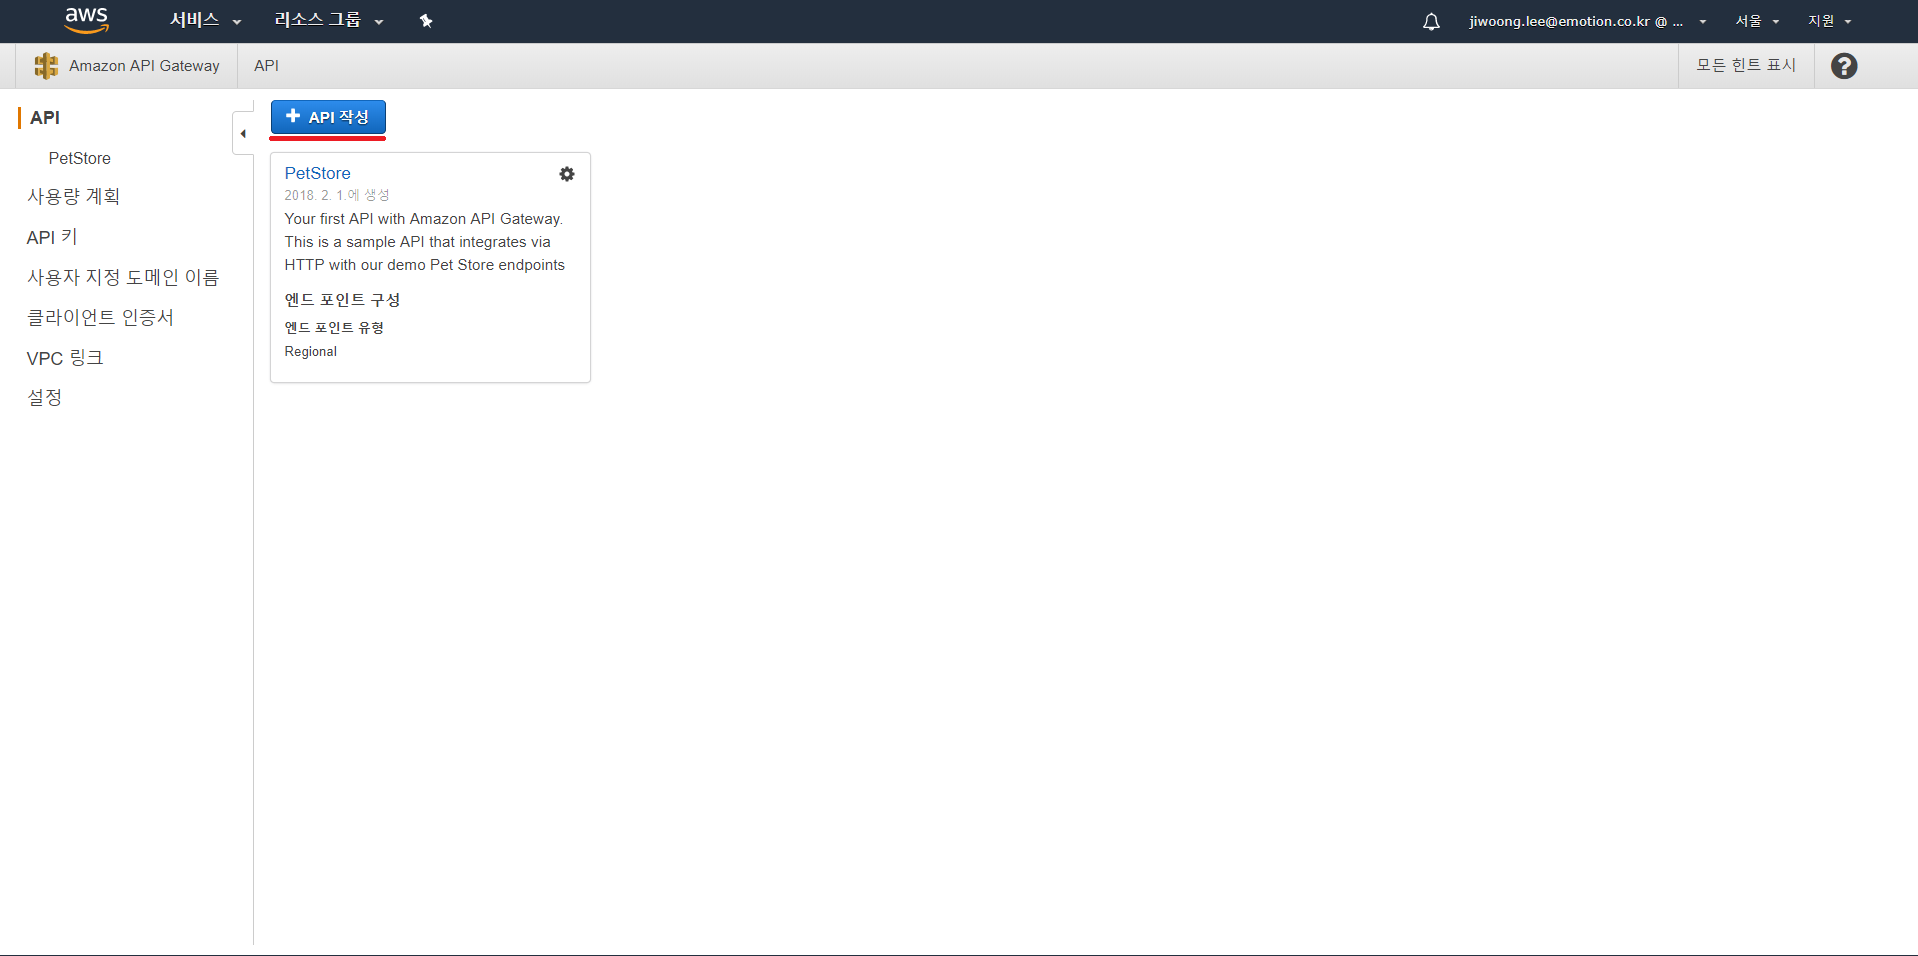 aws 서비스 리소스 그룹 jiwoong.lee@emotion.co.kr @ ... 서울 지원
Amazon API Gateway API 모든 힌트 표시 ?
API
PetStore
사용량 계획
API 키
사용자 지정 도메인 이름
클라이언트 인증서
VPC 링크
설정
+ API 작성
PetStore
2018. 2. 1.에 생성
Your first API with Amazon API Gateway.
This is a sample API that integrates via
HTTP with our demo Pet Store endpoints
엔드 포인트 구성
엔드 포인트 유형
Regional